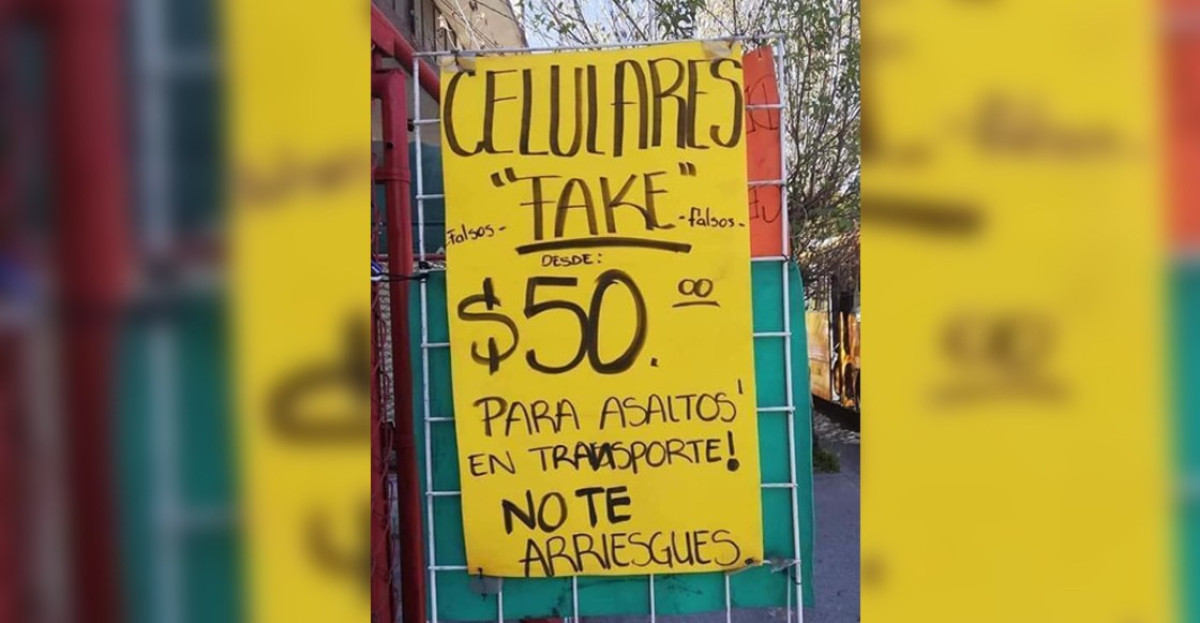 CELULARES
"FAKE"
-falsos- -falsos-
DESDE:
$50.00
PARA ASALTOS
EN TRANSPORTE!
NO TE
ARRIESGUES.